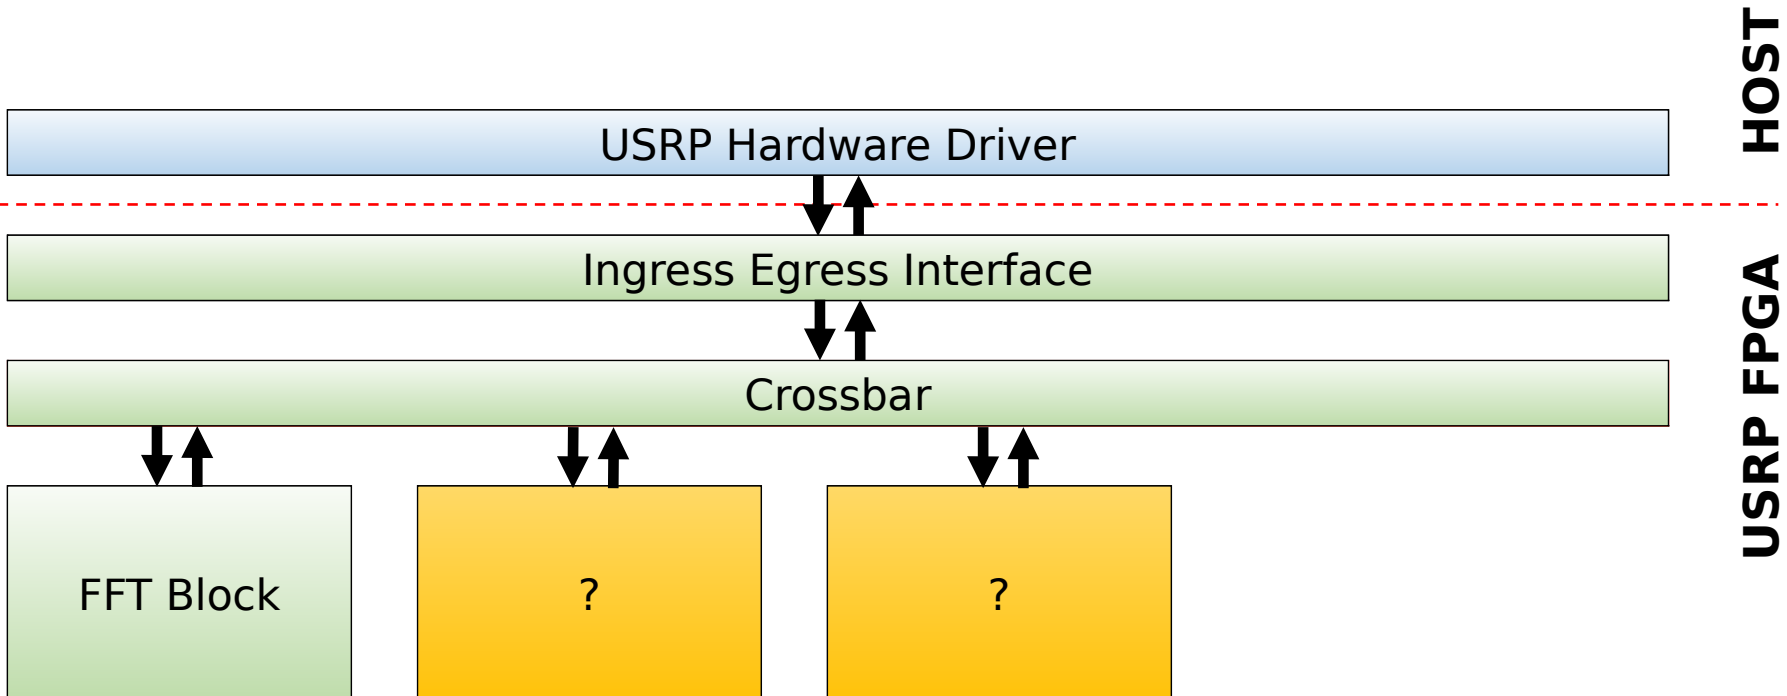 HOST
USRP Hardware Driver
Ingress Egress Interface
Crossbar
USRP FPGA
FFT Block
?
?